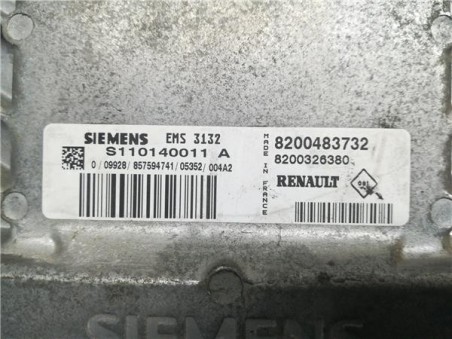 SIEMENS EMS 3132
S110140011 A
0 / 09928 / 857594741 / 05352 / 004A2
MADE IN FRANCE
8200483732
8200326380
RENAULT
SIEMENS